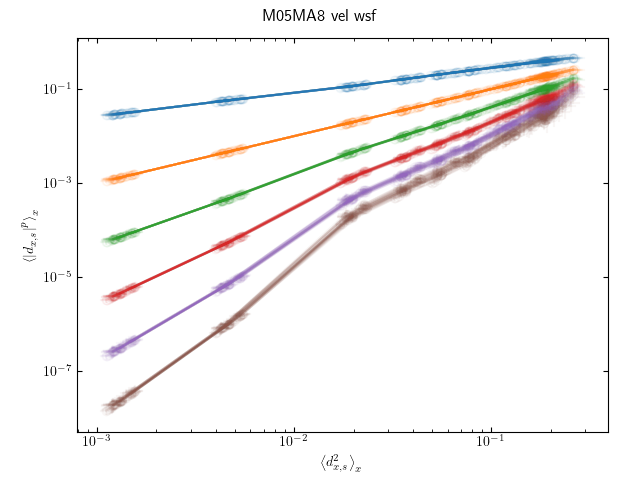 M05MA8 vel wsf
⟨|d_{x,s}|^p⟩_x
10^{-1}
10^{-3}
10^{-5}
10^{-7}
10^{-3}
10^{-2}
10^{-1}
⟨d^2_{x,s}⟩_x